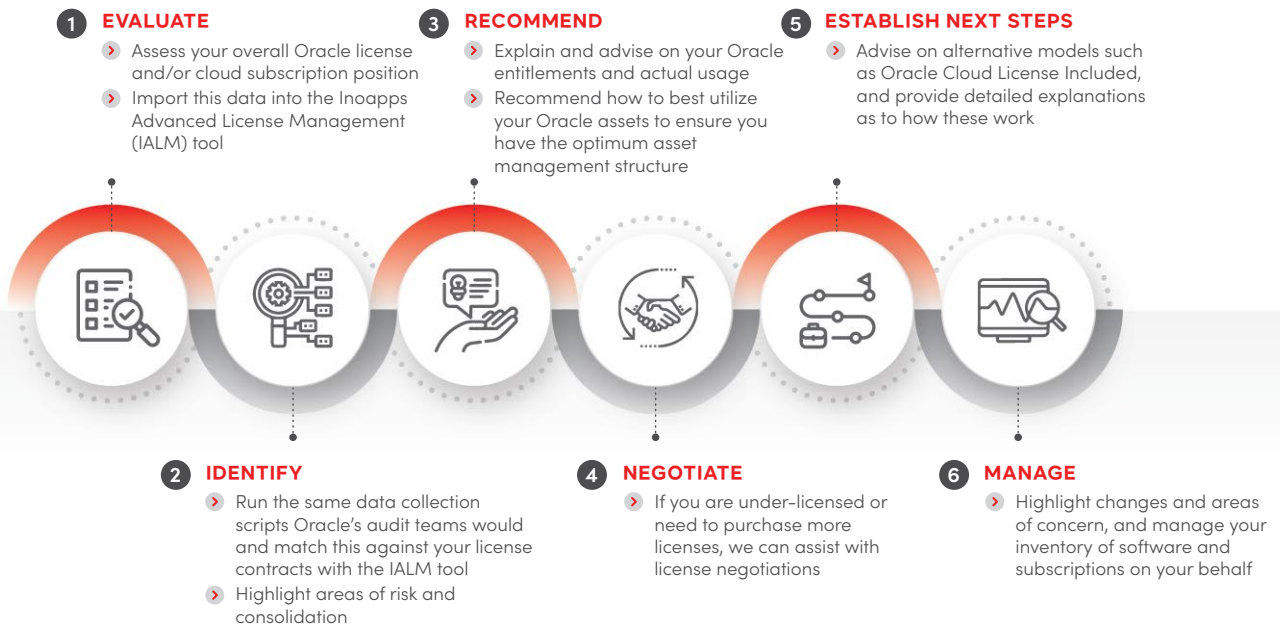 1 EVALUATE
Assess your overall Oracle license
and/or cloud subscription position
Import this data into the Inoapps
Advanced License Management
(IALM) tool
2 IDENTIFY
Run the same data collection
scripts Oracle’s audit teams would
and match this against your license
contracts with the IALM tool
Highlight areas of risk and
consolidation
3 RECOMMEND
Explain and advise on your Oracle
entitlements and actual usage
Recommend how to best utilize
your Oracle assets to ensure you
have the optimum asset
management structure
4 NEGOTIATE
If you are under-licensed or
need to purchase more
licenses, we can assist with
license negotiations
5 ESTABLISH NEXT STEPS
Advise on alternative models such
as Oracle Cloud License Included,
and provide detailed explanations
as to how these work
6 MANAGE
Highlight changes and areas
of concern, and manage your
inventory of software and
subscriptions on your behalf